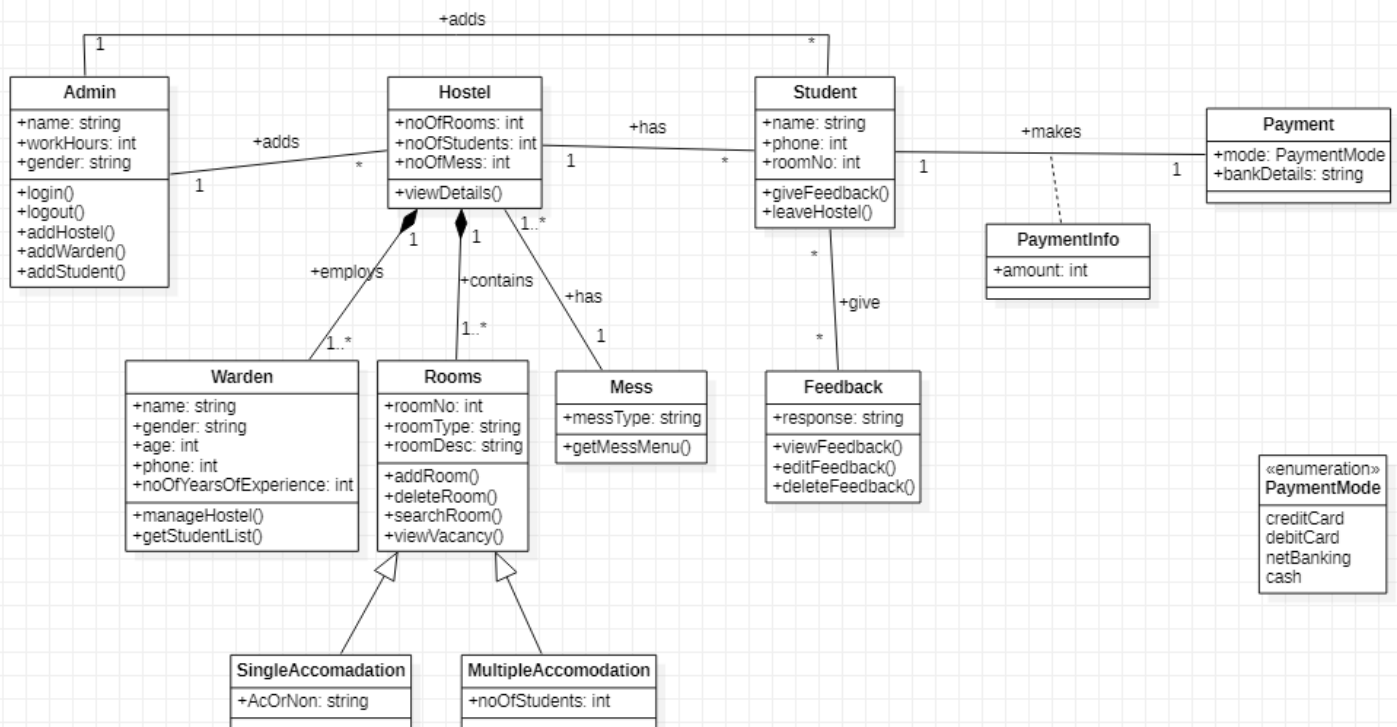 +adds
1
*
Admin
+name: string
+workHours: int
+gender: string
+login()
+logout()
+addHostel()
+addWarden()
+addStudent()
+adds
1
*
Hostel
+noOfRooms: int
+noOfStudents: int
+noOfMess: int
+viewDetails()
+has
1
*
Student
+name: string
+phone: int
+roomNo: int
+giveFeedback()
+leaveHostel()
+makes
1
1
Payment
+mode: PaymentMode
+bankDetails: string
PaymentInfo
+amount: int
1
+employs
1..*
1
+contains
1..*
1..*
+has
1
*
+give
*
Warden
+name: string
+gender: string
+age: int
+phone: int
+noOfYearsOfExperience: int
+manageHostel()
+getStudentList()
Rooms
+roomNo: int
+roomType: string
+roomDesc: string
+addRoom()
+deleteRoom()
+searchRoom()
+viewVacancy()
Mess
+messType: string
+getMessMenu()
Feedback
+response: string
+viewFeedback()
+editFeedback()
+deleteFeedback()
«enumeration»
PaymentMode
creditCard
debitCard
netBanking
cash
SingleAccomadation
+AcOrNon: string
MultipleAccomodation
+noOfStudents: int